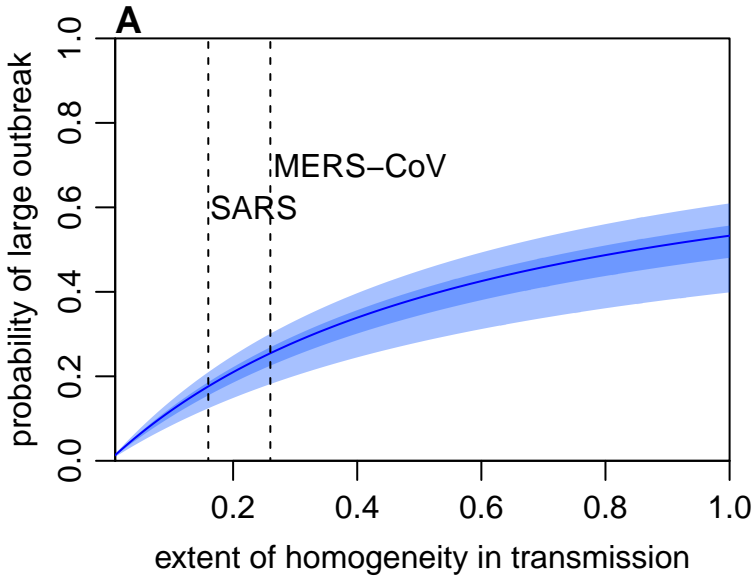 A
probability of large outbreak
1.0
0.8
0.6
0.4
0.2
0.0
MERS–CoV
SARS
0.2 0.4 0.6 0.8 1.0
extent of homogeneity in transmission